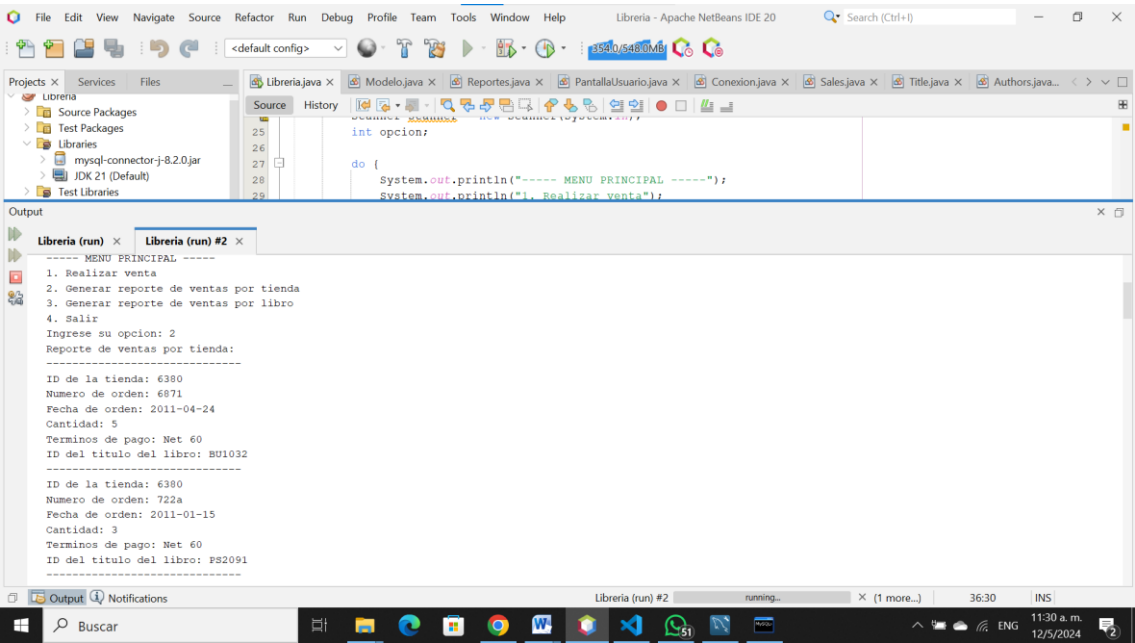 File Edit View Navigate Source Refactor Run Debug Profile Team Tools Window Help Libreria - Apache NetBeans IDE 20 Search (Ctrl+I)
<default config> 354.0/548.0MB
Projects Services Files
Libreria.java Modelo.java Reportes.java PantallaUsuario.java Conexion.java Sales.java Title.java Authors.java...
Libreria
Source Packages
Test Packages
Libraries
mysql-connector-j-8.2.0.jar
JDK 21 (Default)
Test Libraries
Source History
Scanner scanner = new Scanner(System.in);
25 int opcion;
26
27 do {
28 System.out.println("----- MENU PRINCIPAL -----");
29 System.out.println("1. Realizar venta");
Output
Libreria (run) Libreria (run) #2
----- MENU PRINCIPAL -----
1. Realizar venta
2. Generar reporte de ventas por tienda
3. Generar reporte de ventas por libro
4. Salir
Ingrese su opcion: 2
Reporte de ventas por tienda:
------------------------------
ID de la tienda: 6380
Numero de orden: 6871
Fecha de orden: 2011-04-24
Cantidad: 5
Terminos de pago: Net 60
ID del titulo del libro: BU1032
------------------------------
ID de la tienda: 6380
Numero de orden: 722a
Fecha de orden: 2011-01-15
Cantidad: 3
Terminos de pago: Net 60
ID del titulo del libro: PS2091
------------------------------
Output Notifications Libreria (run) #2 running... (1 more...) 36:30 INS
Buscar 51 ENG 11:30 a. m.
12/5/2024 2